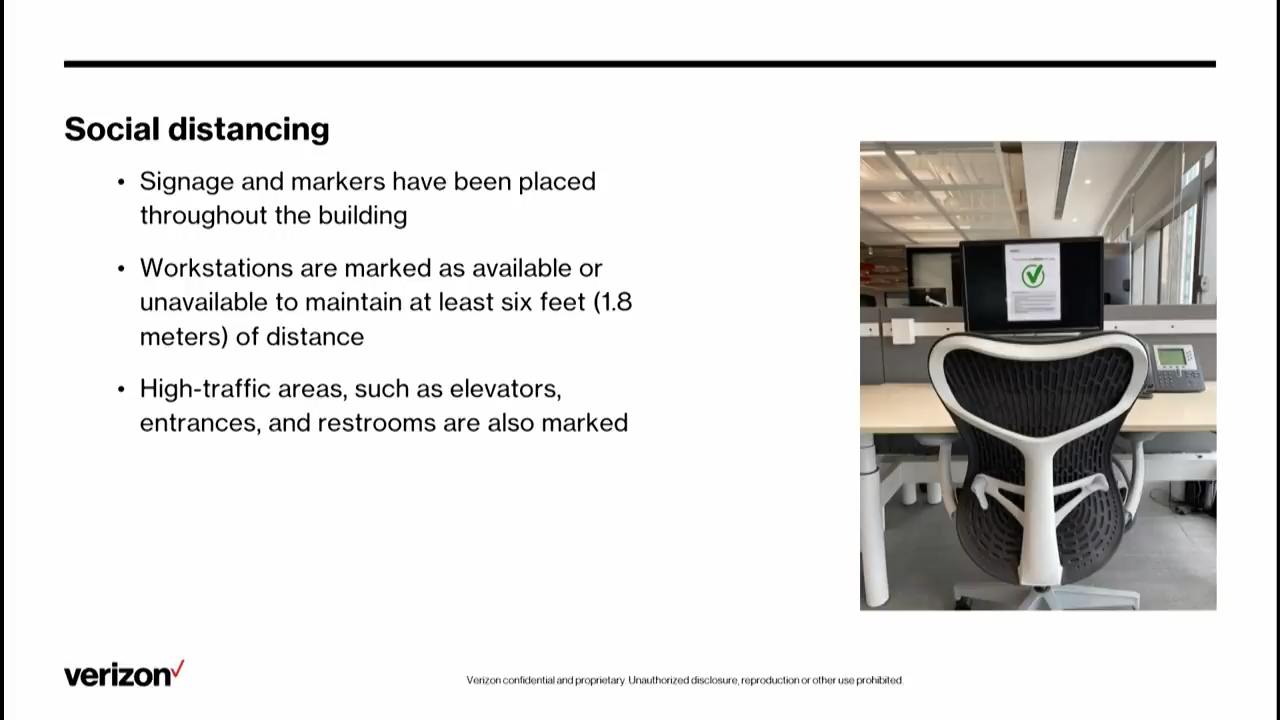 Social distancing
• Signage and markers have been placed
throughout the building
• Workstations are marked as available or
unavailable to maintain at least six feet (1.8
meters) of distance
• High-traffic areas, such as elevators,
entrances, and restrooms are also marked
verizon
Verizon confidential and proprietary. Unauthorized disclosure, reproduction or other use prohibited.